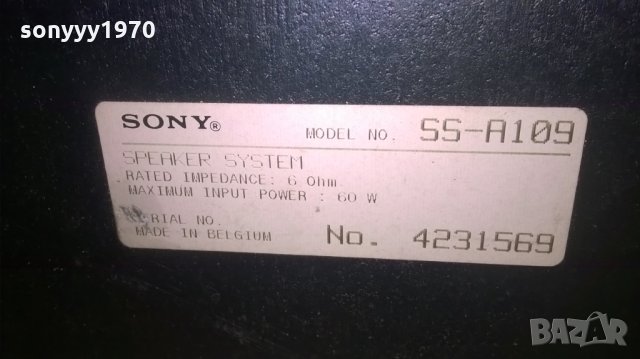 sonyyy1970
SONY® MODEL NO. SS-A109
SPEAKER SYSTEM
RATED IMPEDANCE: 6 Ohm
MAXIMUM INPUT POWER : 60 W
SERIAL NO.
MADE IN BELGIUM No. 4231569
BAZAR